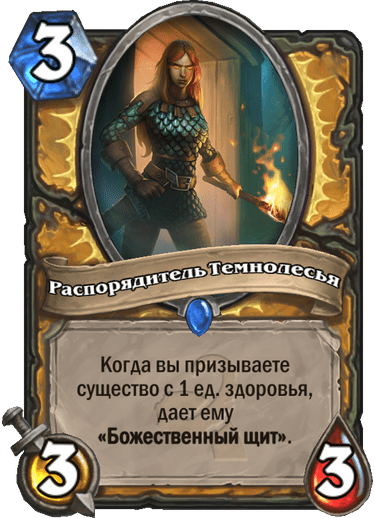 3
Распорядитель Темнолесья
Когда вы призываете
существо с 1 ед. здоровья,
дает ему
«Божественный щит».
3
3